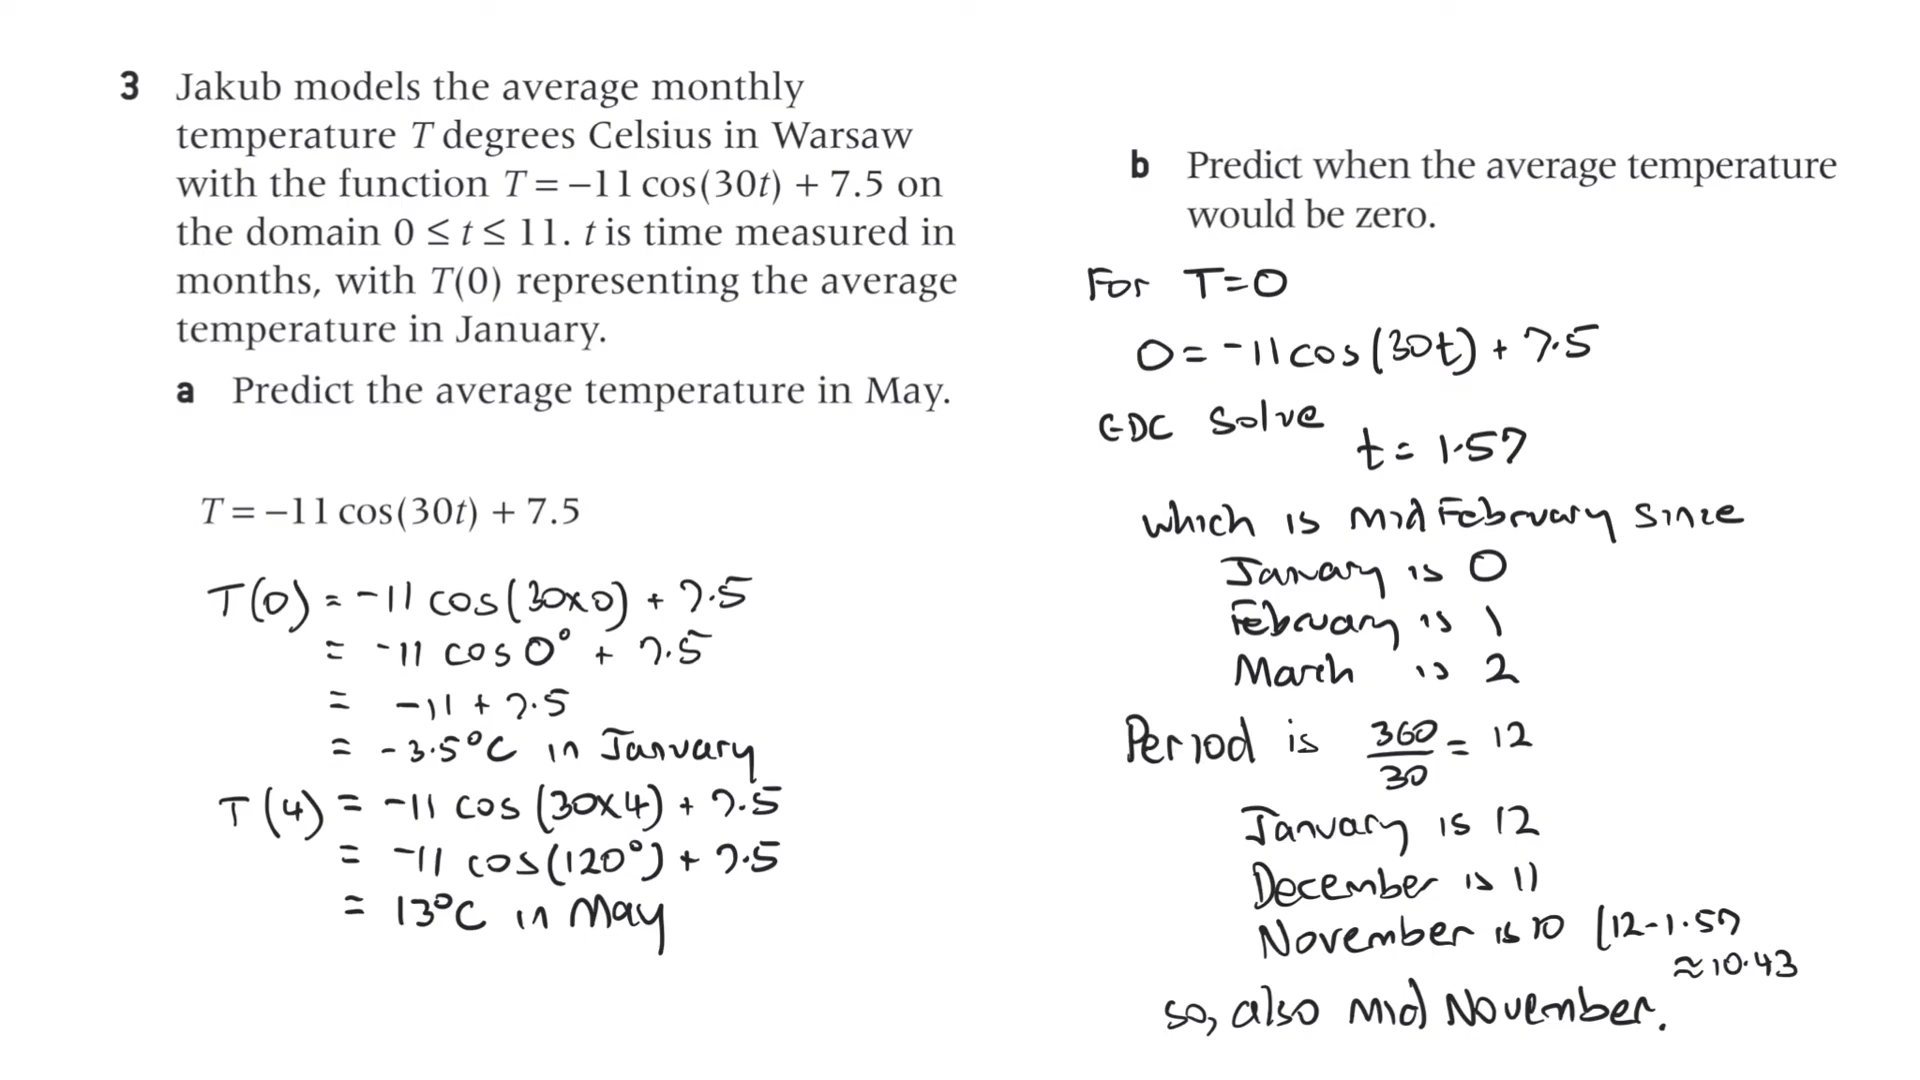 3 Jakub models the average monthly
temperature T degrees Celsius in Warsaw
with the function T = −11 cos(30t) + 7.5 on
the domain 0 ≤ t ≤ 11. t is time measured in
months, with T(0) representing the average
temperature in January.
a Predict the average temperature in May.
T = −11 cos(30t) + 7.5
T(0) = -11 cos(30×0) + 7.5
= -11 cos 0° + 7.5
= -11 + 7.5
= -3.5°C in January
T(4) = -11 cos (30×4) + 7.5
= -11 cos(120°) + 7.5
= 13°C in May
b Predict when the average temperature
would be zero.
For T=0
0 = -11 cos(30t) + 7.5
GDC Solve
t = 1.57
which is mid February since
January is 0
February is 1
March is 2
Period is 360/30 = 12
January is 12
December is 11
November is 10 (12-1.57
≈10.43
so, also mid November.